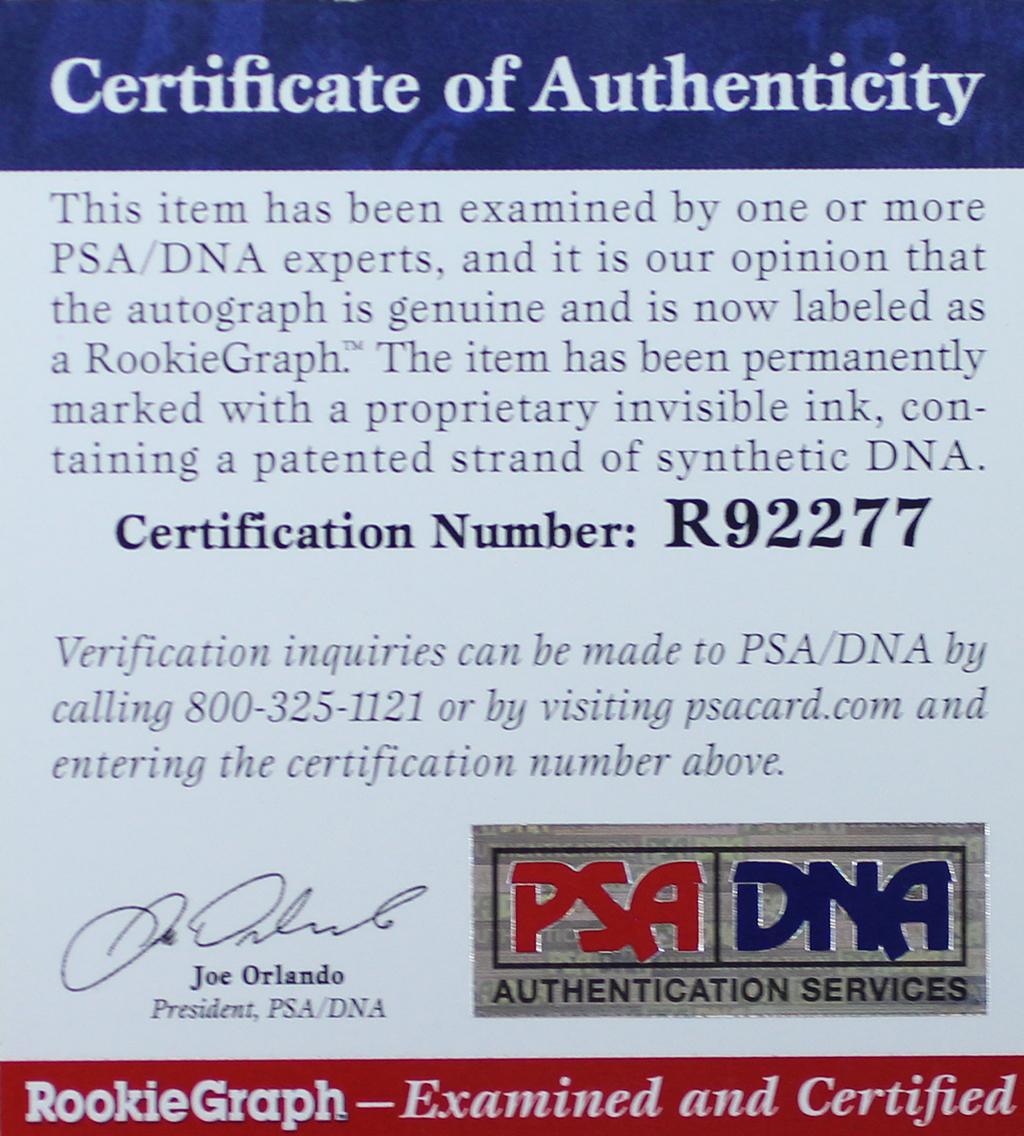 Certificate of Authenticity
This item has been examined by one or more
PSA/DNA experts, and it is our opinion that
the autograph is genuine and is now labeled as
a RookieGraph.™ The item has been permanently
marked with a proprietary invisible ink, con-
taining a patented strand of synthetic DNA.
Certification Number: R92277
Verification inquiries can be made to PSA/DNA by
calling 800-325-1121 or by visiting psacard.com and
entering the certification number above.
Joe Orlando
President, PSA/DNA
PSA DNA
AUTHENTICATION SERVICES
RookieGraph – Examined and Certified